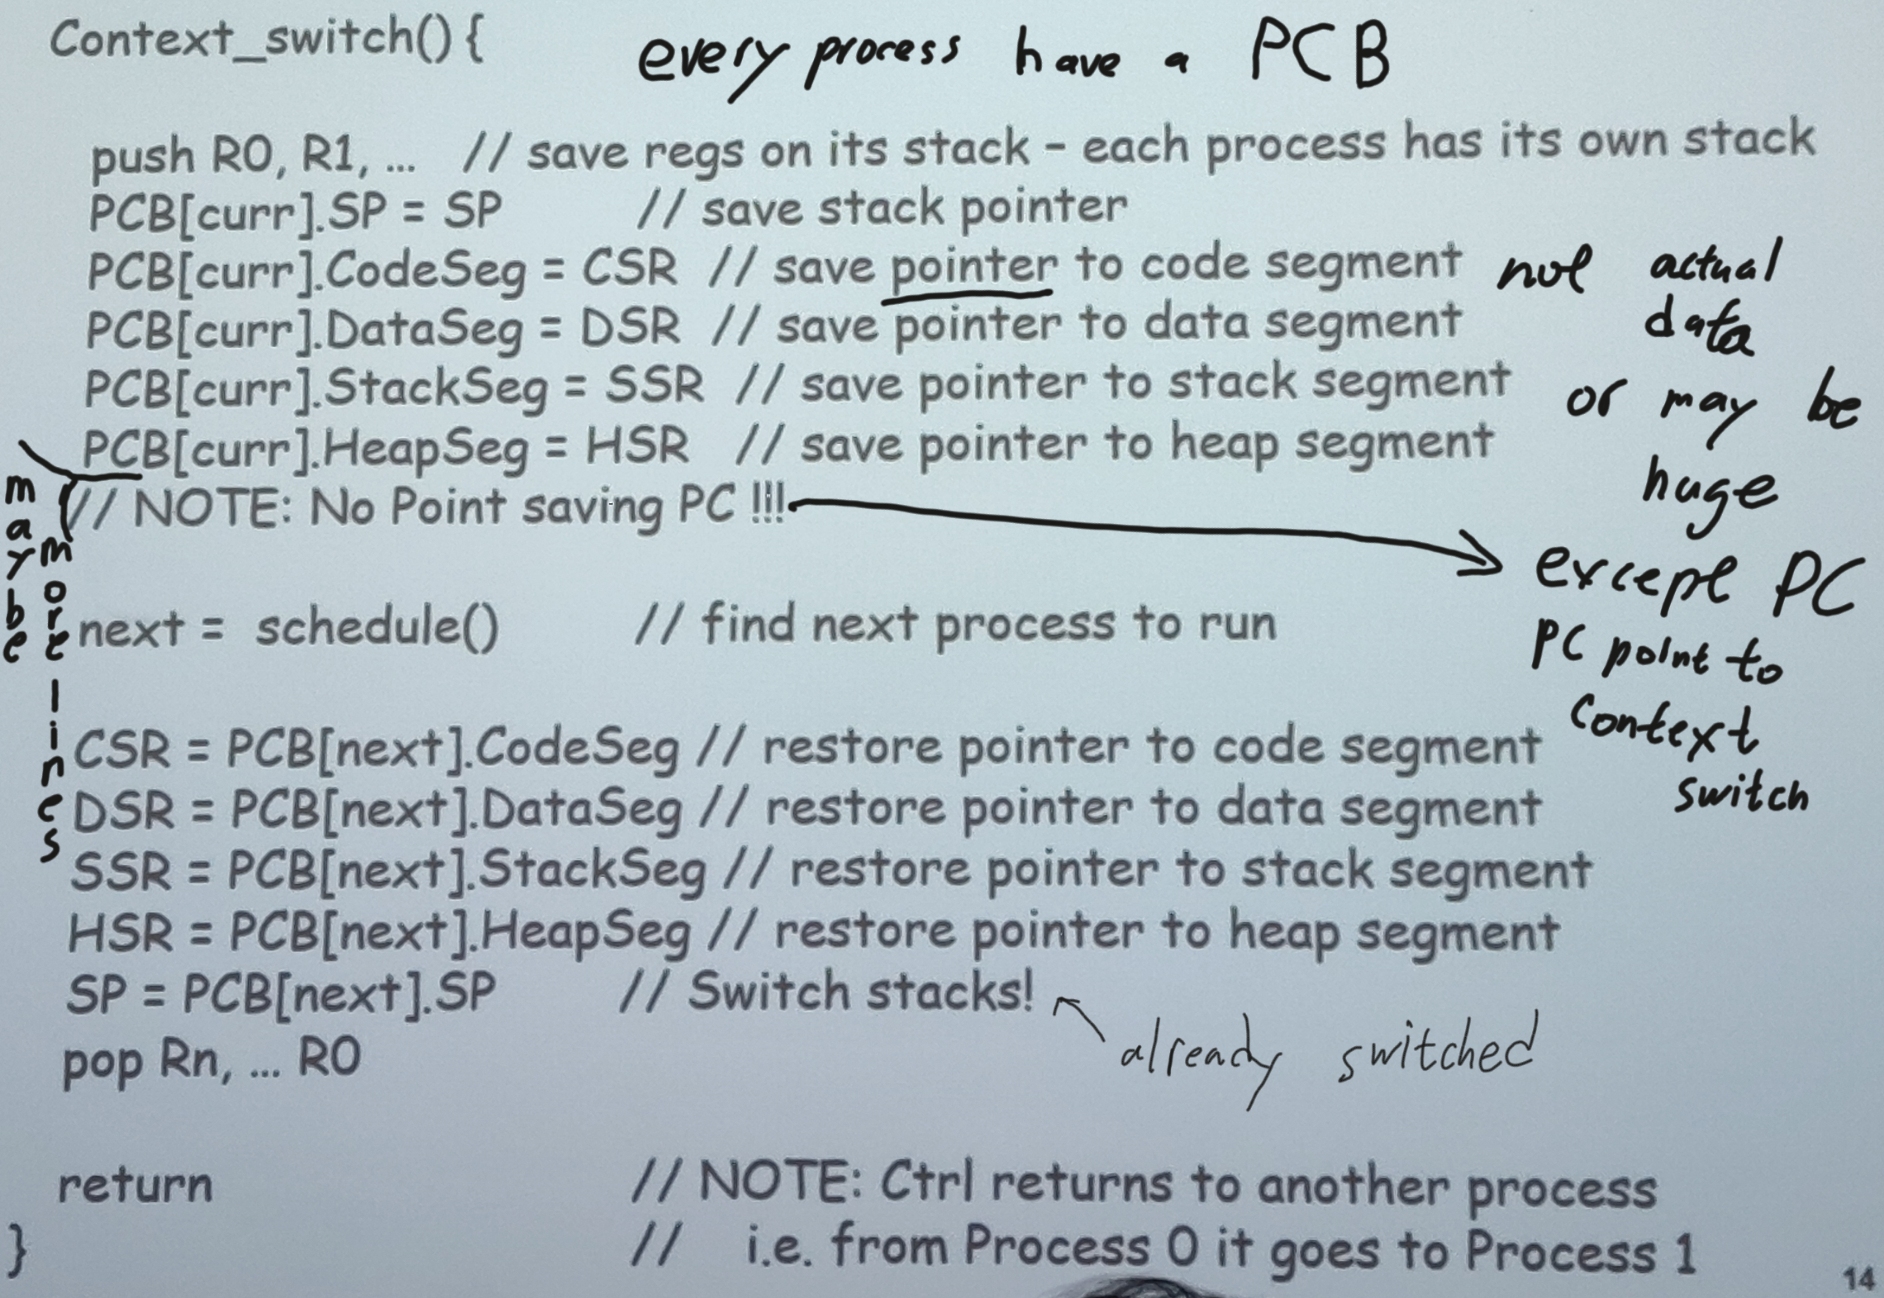 Context_switch() {
every process have a PCB
push R0, R1, ... // save regs on its stack - each process has its own stack
PCB[curr].SP = SP // save stack pointer
PCB[curr].CodeSeg = CSR // save pointer to code segment
PCB[curr].DataSeg = DSR // save pointer to data segment
PCB[curr].StackSeg = SSR // save pointer to stack segment
PCB[curr].HeapSeg = HSR // save pointer to heap segment
// NOTE: No Point saving PC !!!
not actual
data
or may be
huge
except PC
PC point to
context
switch
maybe
more lines
next = schedule() // find next process to run
CSR = PCB[next].CodeSeg // restore pointer to code segment
DSR = PCB[next].DataSeg // restore pointer to data segment
SSR = PCB[next].StackSeg // restore pointer to stack segment
HSR = PCB[next].HeapSeg // restore pointer to heap segment
SP = PCB[next].SP // Switch stacks!
already switched
pop Rn, ... R0
return // NOTE: Ctrl returns to another process
} // i.e. from Process 0 it goes to Process 1
14